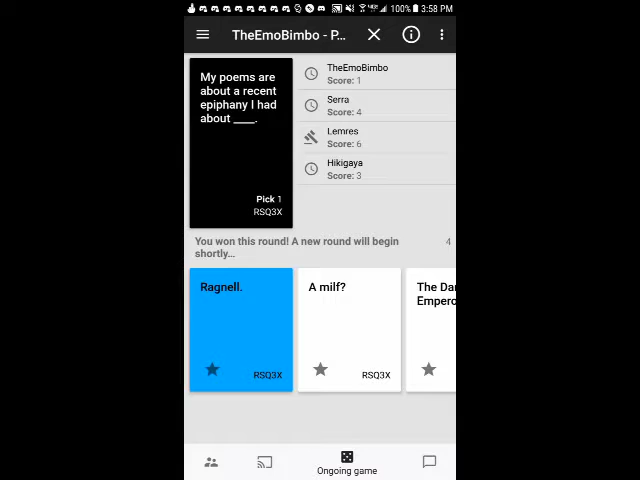 100% 3:58 PM
TheEmoBimbo - P...
My poems are
about a recent
epiphany I had
about ____.
Pick 1
RSQ3X
TheEmoBimbo
Score: 1
Serra
Score: 4
Lemres
Score: 6
Hikigaya
Score: 3
You won this round! A new round will begin
shortly...
4
Ragnell.
RSQ3X
A milf?
RSQ3X
The Da
Empero
Ongoing game